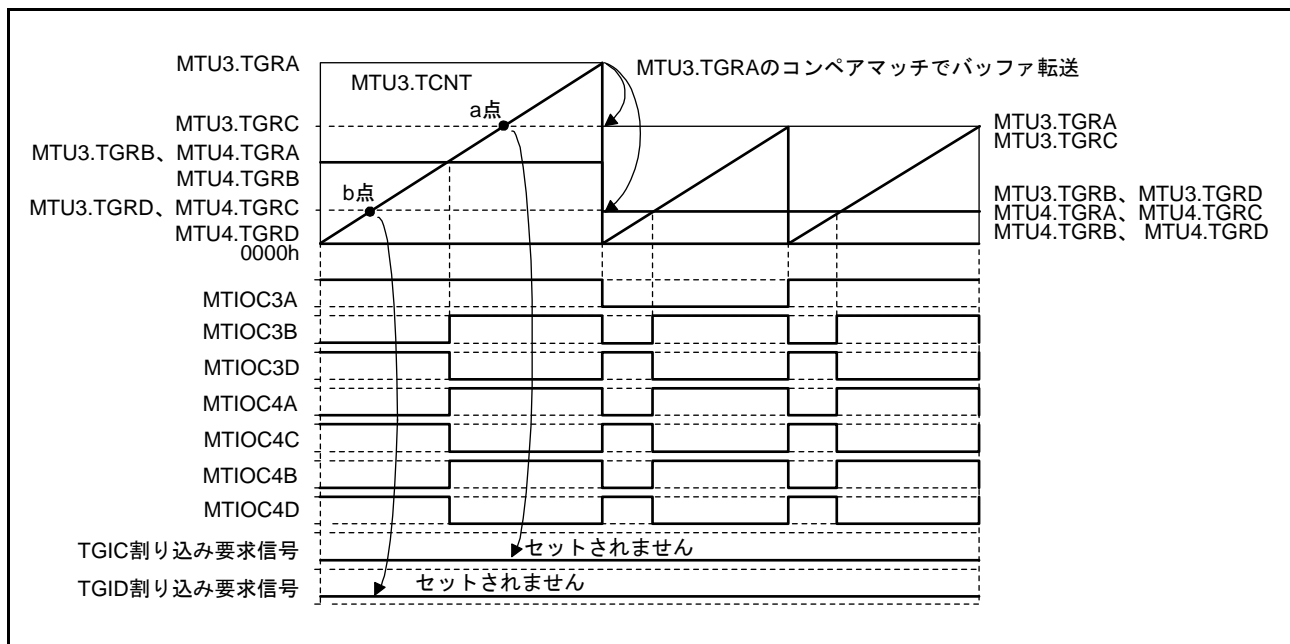 MTU3.TGRA
MTU3.TCNT
MTU3.TGRAのコンペアマッチでバッファ転送
a点
MTU3.TGRC
MTU3.TGRA
MTU3.TGRC
MTU3.TGRB、MTU4.TGRA
MTU4.TGRB
b点
MTU3.TGRD、MTU4.TGRC
MTU4.TGRD
0000h
MTU3.TGRB、MTU3.TGRD
MTU4.TGRA、MTU4.TGRC
MTU4.TGRB、 MTU4.TGRD
MTIOC3A
MTIOC3B
MTIOC3D
MTIOC4A
MTIOC4C
MTIOC4B
MTIOC4D
TGIC割り込み要求信号
セットされません
TGID割り込み要求信号
セットされません